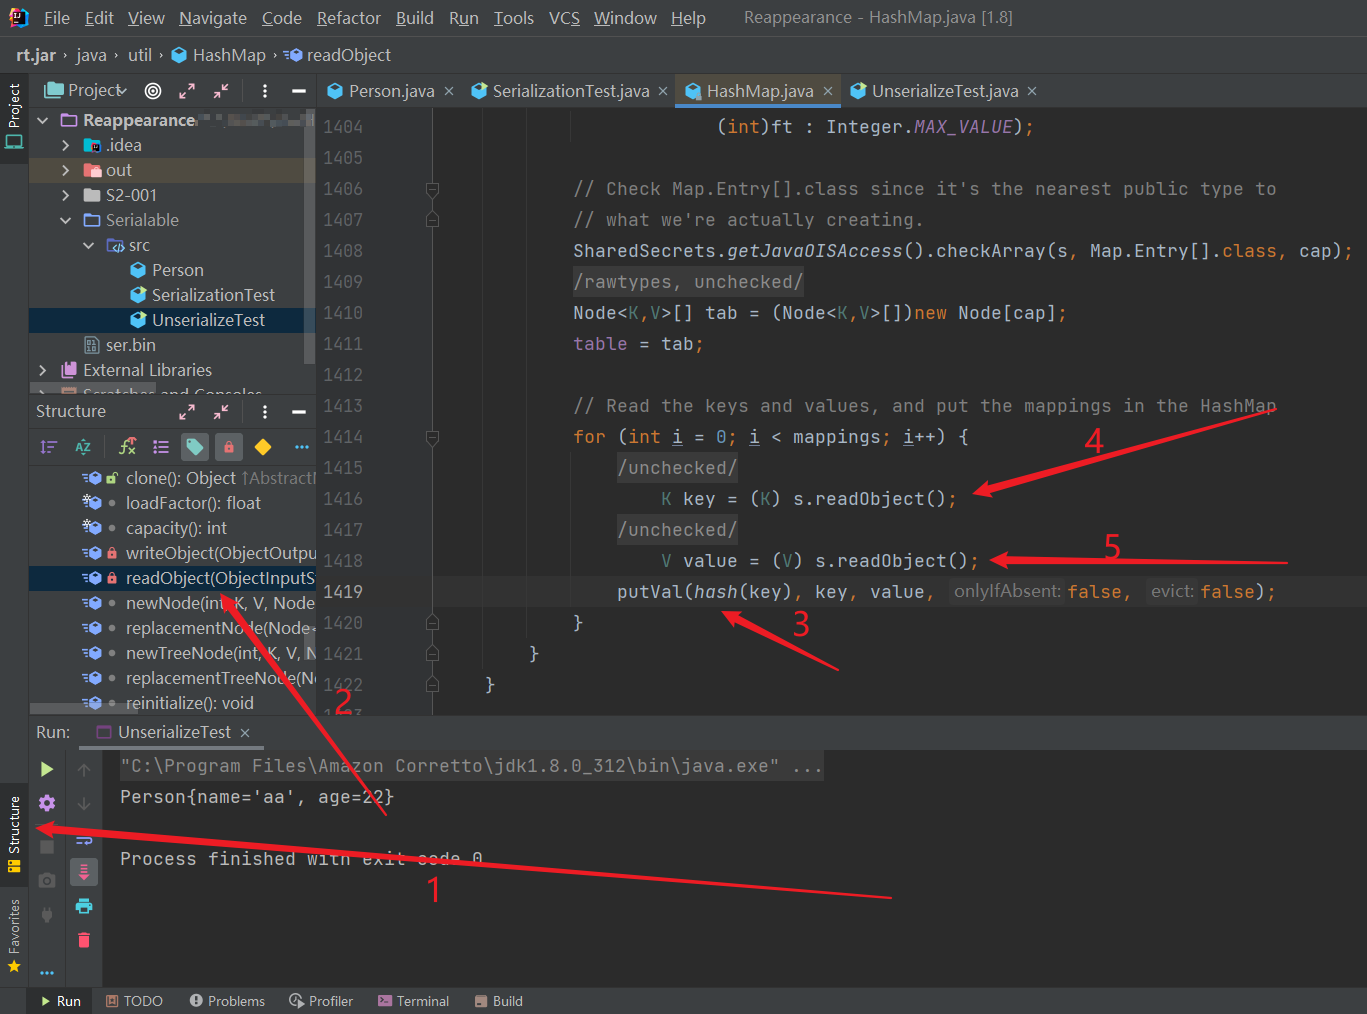 File Edit View Navigate Code Refactor Build Run Tools VCS Window Help Reappearance - HashMap.java [1.8]
rt.jar › java › util › HashMap › readObject
Project
Project
Person.java × SerializationTest.java × HashMap.java × UnserializeTest.java ×
Reappearance
.idea
out
S2-001
Serialable
src
Person
SerializationTest
UnserializeTest
ser.bin
External Libraries
Scratches and Consoles
Structure
AZ
clone(): Object ↑Abstract
loadFactor(): float
capacity(): int
writeObject(ObjectOutpu
readObject(ObjectInputS
newNode(int, K, V, Node
replacementNode(Node
newTreeNode(int, K, V, N
replacementTreeNode(No
reinitialize(): void
1404 (int)ft : Integer.MAX_VALUE);
1405
1406 // Check Map.Entry[].class since it's the nearest public type to
1407 // what we're actually creating.
1408 SharedSecrets.getJavaOISAccess().checkArray(s, Map.Entry[].class, cap);
1409 /rawtypes, unchecked/
1410 Node<K,V>[] tab = (Node<K,V>[])new Node[cap];
1411 table = tab;
1412
1413 // Read the keys and values, and put the mappings in the HashMap
1414 for (int i = 0; i < mappings; i++) {
1415 /unchecked/
1416 K key = (K) s.readObject();
1417 /unchecked/
1418 V value = (V) s.readObject();
1419 putVal(hash(key), key, value, onlyIfAbsent: false, evict: false);
1420 }
1421 }
1422 }
1423
4
5
3
2
1
Run: UnserializeTest ×
"C:\Program Files\Amazon Corretto\jdk1.8.0_312\bin\java.exe" ...
Person{name='aa', age=22}
Process finished with exit code 0
Structure
Favorites
Run TODO Problems Profiler Terminal Build